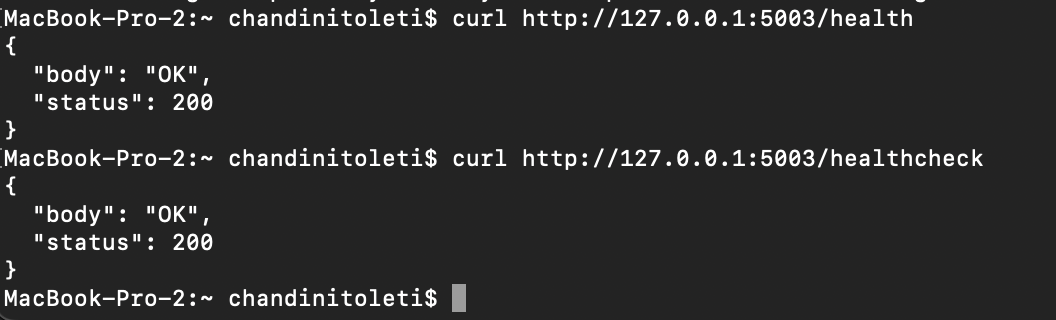 MacBook-Pro-2:~ chandinitoleti$ curl http://127.0.0.1:5003/health
{
  "body": "OK",
  "status": 200
}
MacBook-Pro-2:~ chandinitoleti$ curl http://127.0.0.1:5003/healthcheck
{
  "body": "OK",
  "status": 200
}
MacBook-Pro-2:~ chandinitoleti$